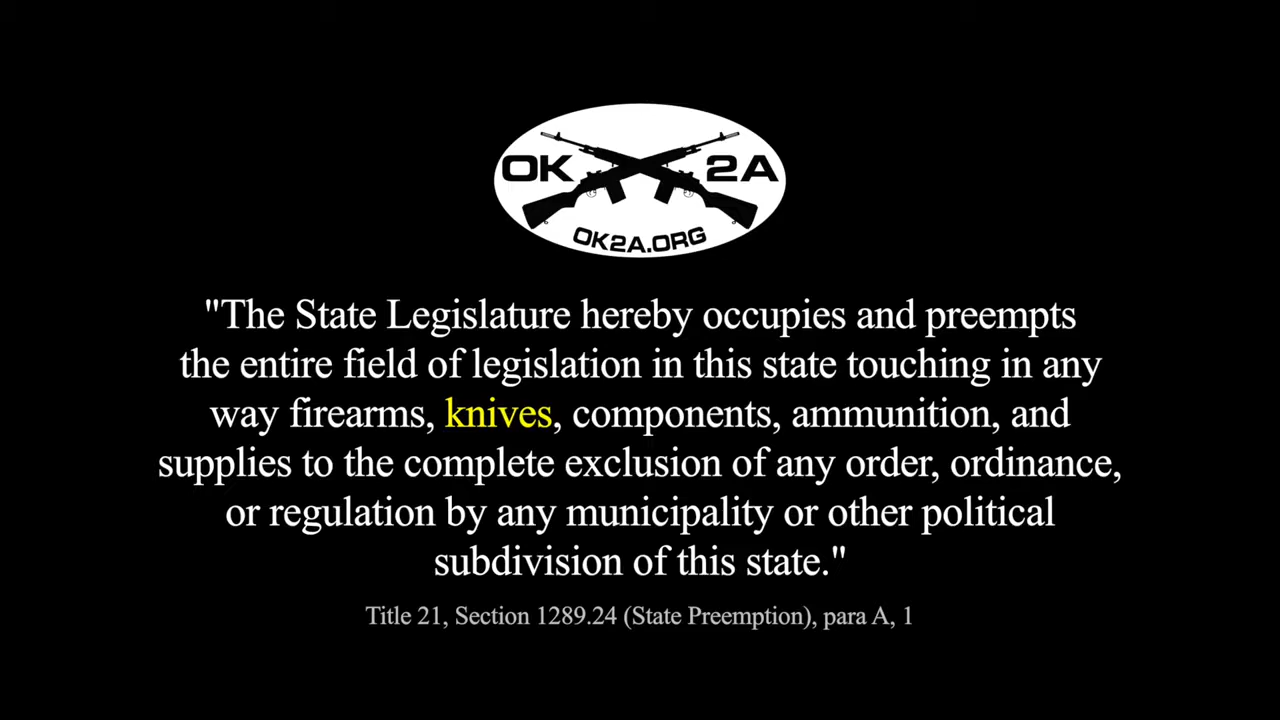 OK 2A
OK2A.ORG
"The State Legislature hereby occupies and preempts
the entire field of legislation in this state touching in any
way firearms, knives, components, ammunition, and
supplies to the complete exclusion of any order, ordinance,
or regulation by any municipality or other political
subdivision of this state."
Title 21, Section 1289.24 (State Preemption), para A, 1